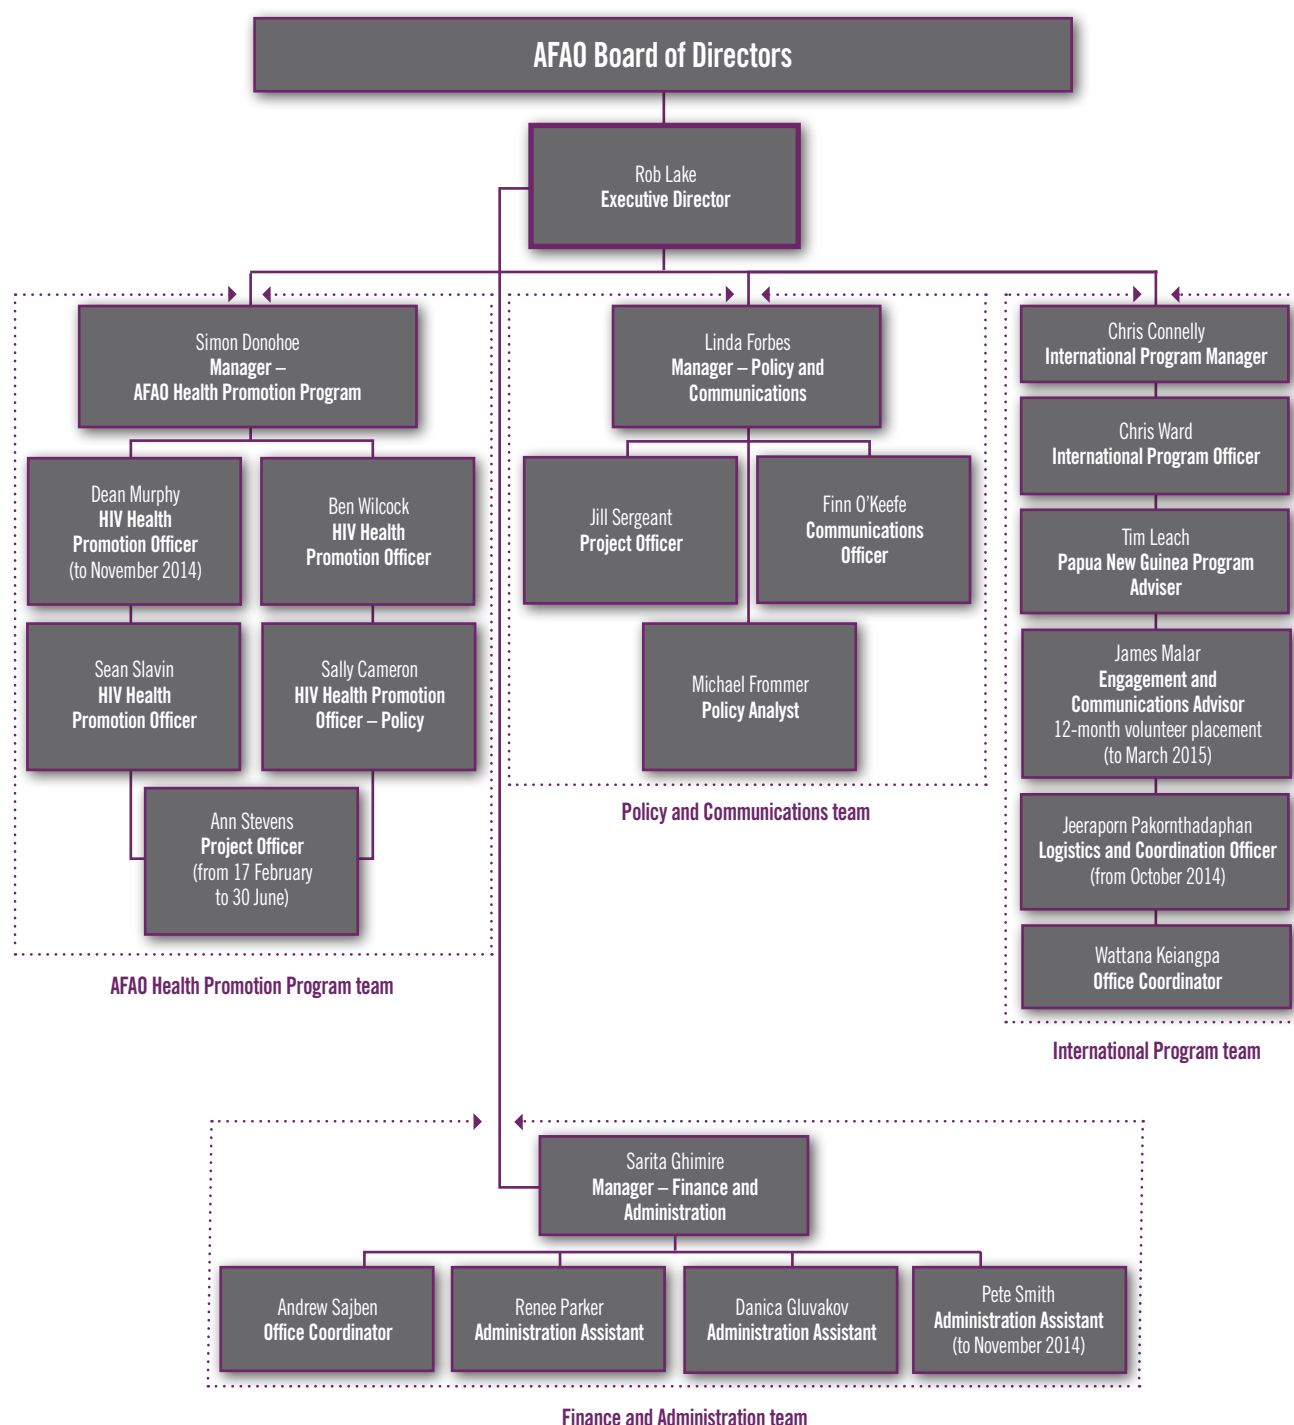 AFAO Board of Directors
Rob Lake
Executive Director
Simon Donohoe
Manager –
AFAO Health Promotion Program
Dean Murphy
HIV Health
Promotion Officer
(to November 2014)
Ben Wilcock
HIV Health
Promotion Officer
Sean Slavin
HIV Health
Promotion Officer
Sally Cameron
HIV Health Promotion
Officer – Policy
Ann Stevens
Project Officer
(from 17 February
to 30 June)
AFAO Health Promotion Program team
Linda Forbes
Manager – Policy and
Communications
Jill Sergeant
Project Officer
Finn O'Keefe
Communications
Officer
Michael Frommer
Policy Analyst
Policy and Communications team
Chris Connelly
International Program Manager
Chris Ward
International Program Officer
Tim Leach
Papua New Guinea Program
Adviser
James Malar
Engagement and
Communications Advisor
12-month volunteer placement
(to March 2015)
Jeeraporn Pakornthadaphan
Logistics and Coordination Officer
(from October 2014)
Wattana Keiangpa
Office Coordinator
International Program team
Sarita Ghimire
Manager – Finance and
Administration
Andrew Sajben
Office Coordinator
Renee Parker
Administration Assistant
Danica Gluvakov
Administration Assistant
Pete Smith
Administration Assistant
(to November 2014)
Finance and Administration team